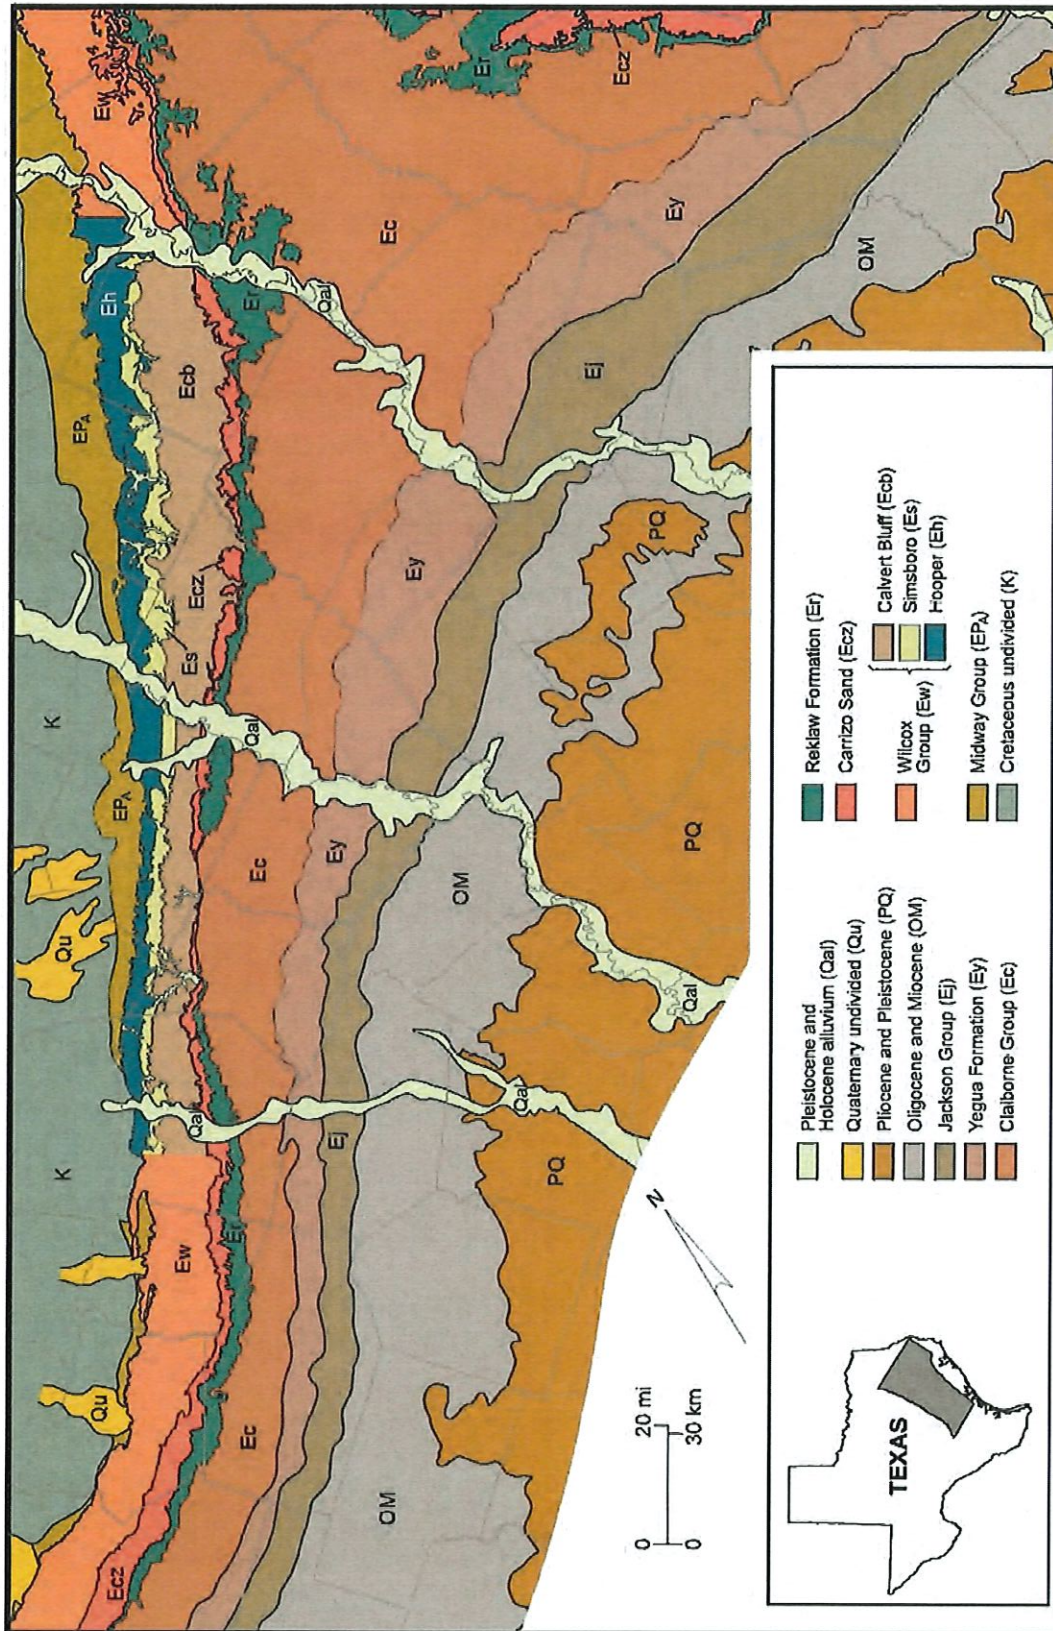 K
K
Qu
EPA
Ew
Qu
Eh
Ecz
EPA
Ew
Qal
Es
Ecz
Ecb
Er
Ec
Ec
Qal
Er
Ej
Ey
Qal
OM
Ey
Ec
OM
Er
PQ
Qal
Ej
Ecz
N
0 20 mi
0 30 km
PQ
Qal
PQ
Ey
OM
TEXAS
Pleistocene and
Holocene alluvium (Qal)
Quaternary undivided (Qu)
Pliocene and Pleistocene (PQ)
Oligocene and Miocene (OM)
Jackson Group (Ej)
Yegua Formation (Ey)
Claiborne Group (Ec)
Reklaw Formation (Er)
Carrizo Sand (Ecz)
Wilcox
Group (Ew)
Calvert Bluff (Ecb)
Simsboro (Es)
Hooper (Eh)
Midway Group (EPA)
Cretaceous undivided (K)